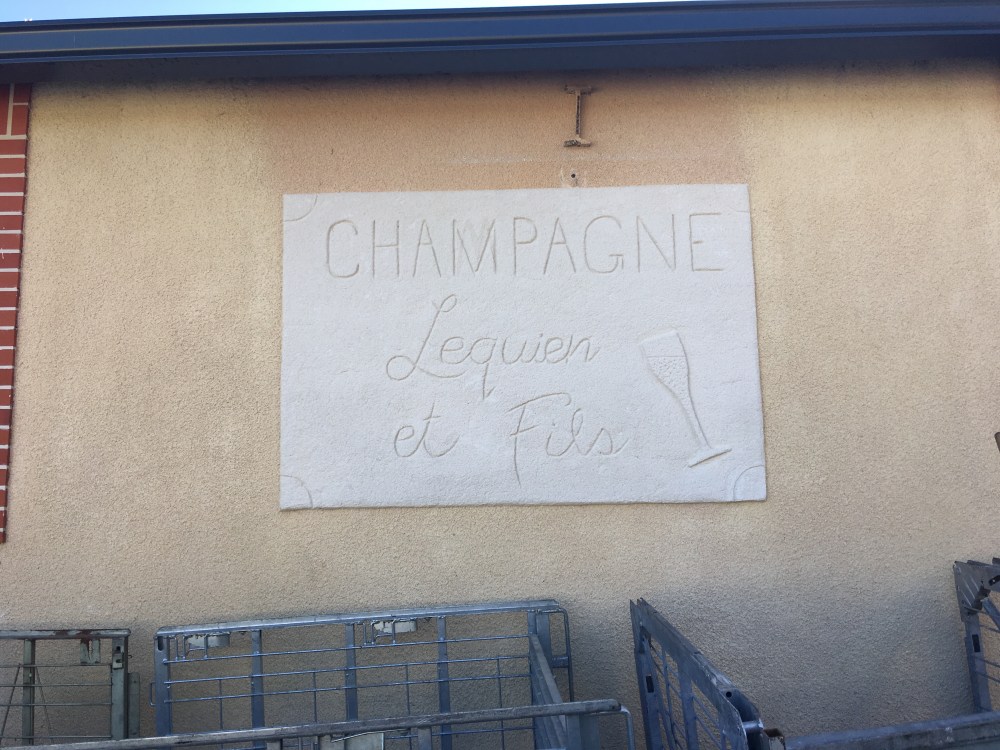 CHAMPAGNE
Lequien
et Fils